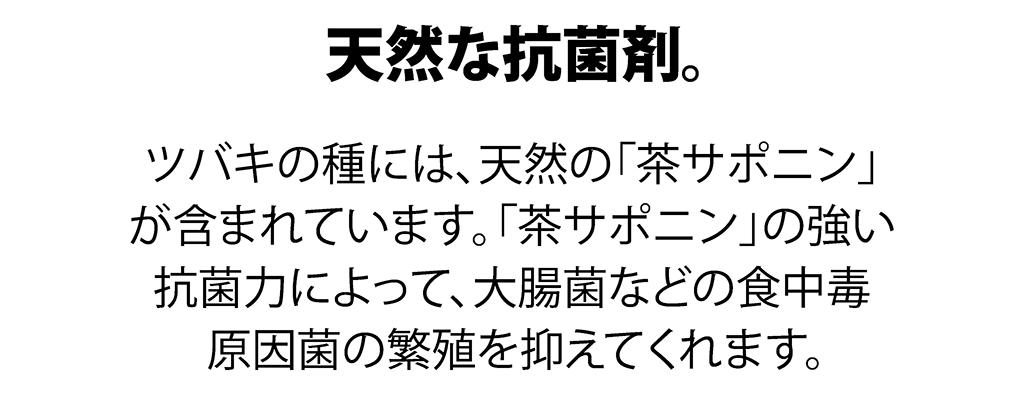 天然な抗菌剤。
ツバキの種には、天然の「茶サポニン」
が含まれています。「茶サポニン」の強い
抗菌力によって、大腸菌などの食中毒
原因菌の繁殖を抑えてくれます。